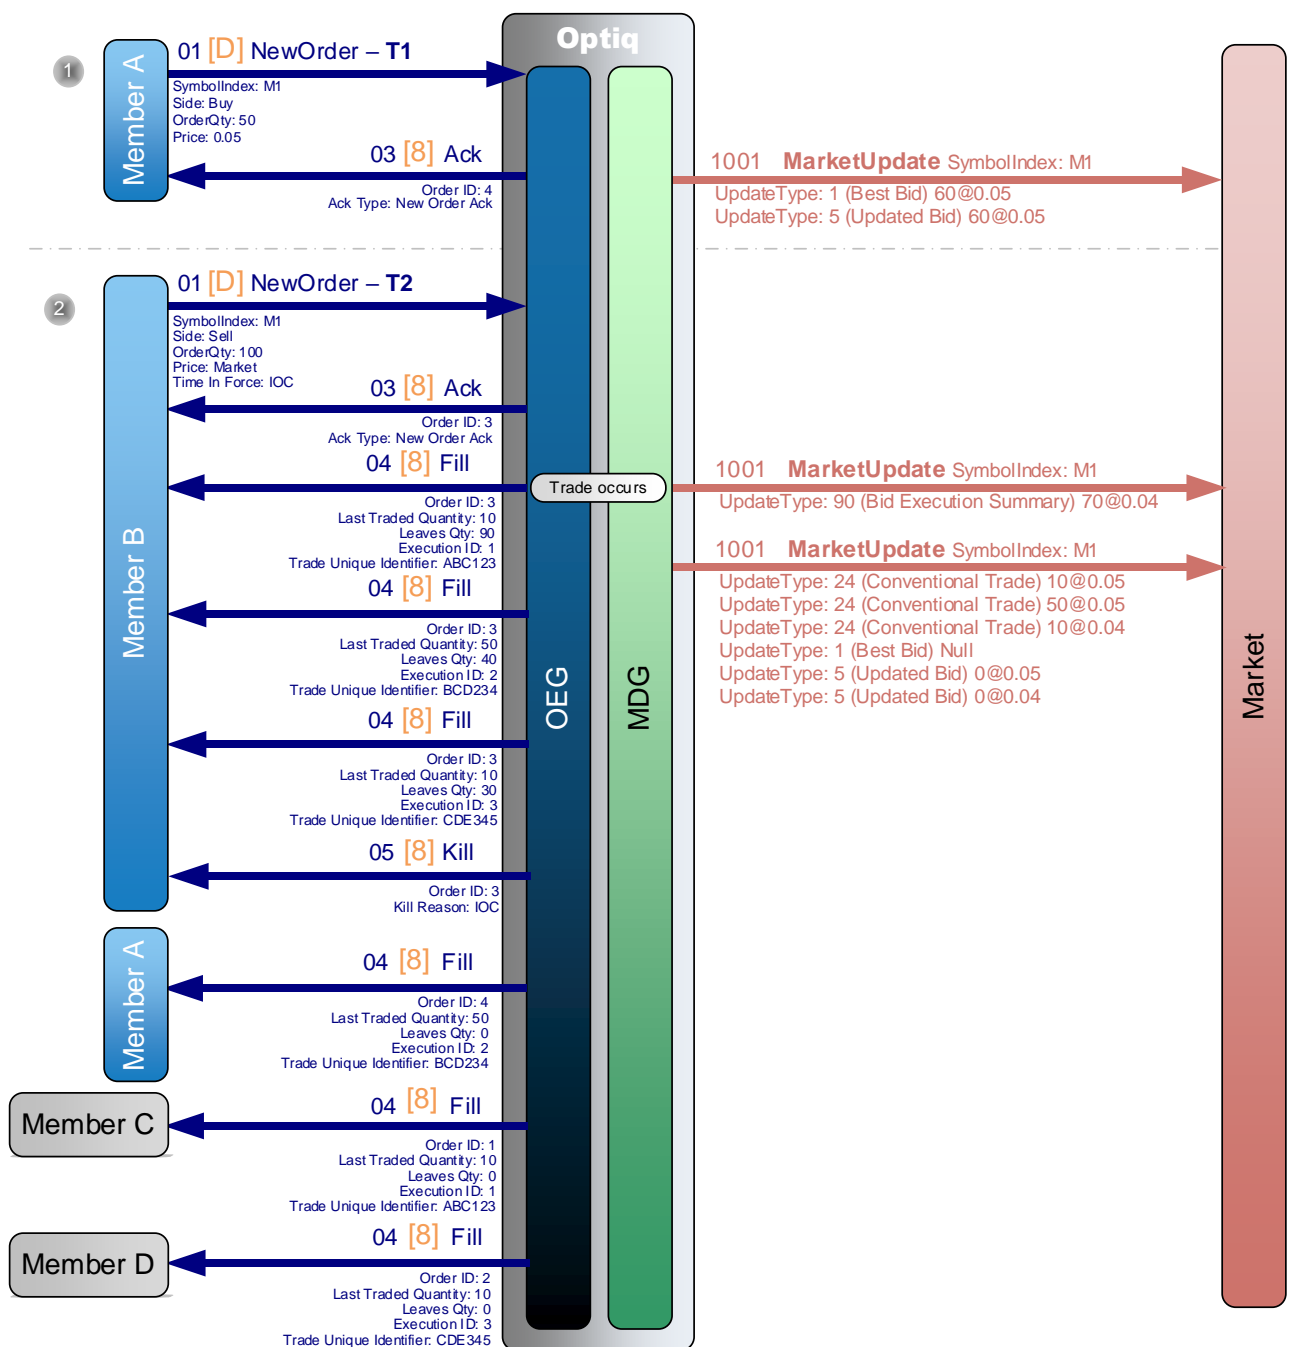 Optiq
1
Member A
01 [D] NewOrder – T1
SymbolIndex: M1
Side: Buy
OrderQty: 50
Price: 0.05
03 [8] Ack
Order ID: 4
Ack Type: New Order Ack
1001 MarketUpdate SymbolIndex: M1
UpdateType: 1 (Best Bid) 60@0.05
UpdateType: 5 (Updated Bid) 60@0.05
2
Member B
01 [D] NewOrder – T2
SymbolIndex: M1
Side: Sell
OrderQty: 100
Price: Market
Time In Force: IOC
03 [8] Ack
Order ID: 3
Ack Type: New Order Ack
04 [8] Fill
Order ID: 3
Last Traded Quantity: 10
Leaves Qty: 90
Execution ID: 1
Trade Unique Identifier: ABC123
Trade occurs
1001 MarketUpdate SymbolIndex: M1
UpdateType: 90 (Bid Execution Summary) 70@0.04
1001 MarketUpdate SymbolIndex: M1
UpdateType: 24 (Conventional Trade) 10@0.05
UpdateType: 24 (Conventional Trade) 50@0.05
UpdateType: 24 (Conventional Trade) 10@0.04
UpdateType: 1 (Best Bid) Null
UpdateType: 5 (Updated Bid) 0@0.05
UpdateType: 5 (Updated Bid) 0@0.04
04 [8] Fill
Order ID: 3
Last Traded Quantity: 50
Leaves Qty: 40
Execution ID: 2
Trade Unique Identifier: BCD234
OEG
MDG
Market
04 [8] Fill
Order ID: 3
Last Traded Quantity: 10
Leaves Qty: 30
Execution ID: 3
Trade Unique Identifier: CDE345
05 [8] Kill
Order ID: 3
Kill Reason: IOC
Member A
04 [8] Fill
Order ID: 4
Last Traded Quantity: 50
Leaves Qty: 0
Execution ID: 2
Trade Unique Identifier: BCD234
Member C
04 [8] Fill
Order ID: 1
Last Traded Quantity: 10
Leaves Qty: 0
Execution ID: 1
Trade Unique Identifier: ABC123
Member D
04 [8] Fill
Order ID: 2
Last Traded Quantity: 10
Leaves Qty: 0
Execution ID: 3
Trade Unique Identifier: CDE345